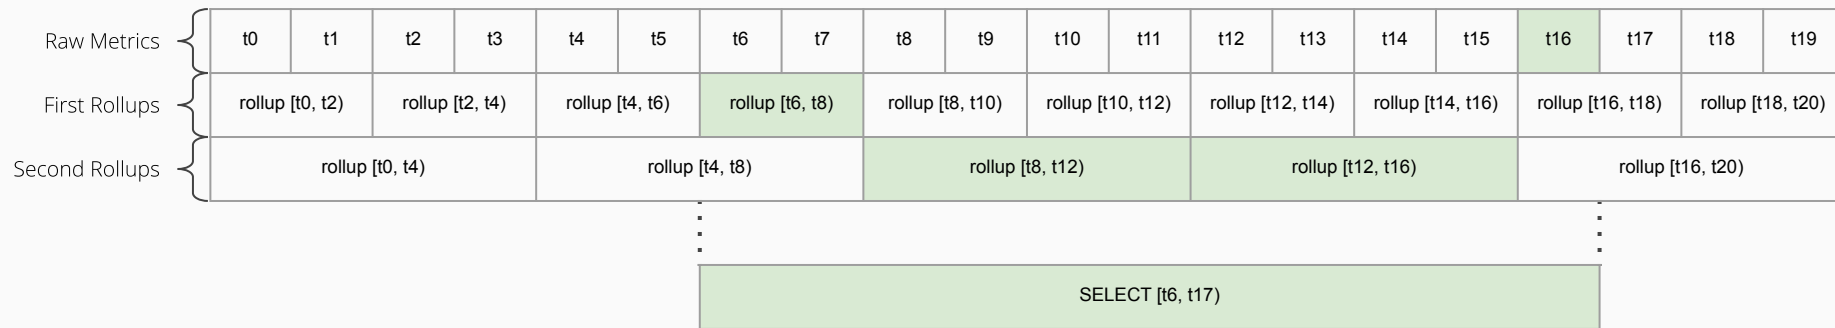 Raw Metrics t0 t1 t2 t3 t4 t5 t6 t7 t8 t9 t10 t11 t12 t13 t14 t15 t16 t17 t18 t19
First Rollups rollup [t0, t2) rollup [t2, t4) rollup [t4, t6) rollup [t6, t8) rollup [t8, t10) rollup [t10, t12) rollup [t12, t14) rollup [t14, t16) rollup [t16, t18) rollup [t18, t20)
Second Rollups rollup [t0, t4) rollup [t4, t8) rollup [t8, t12) rollup [t12, t16) rollup [t16, t20)
SELECT [t6, t17)